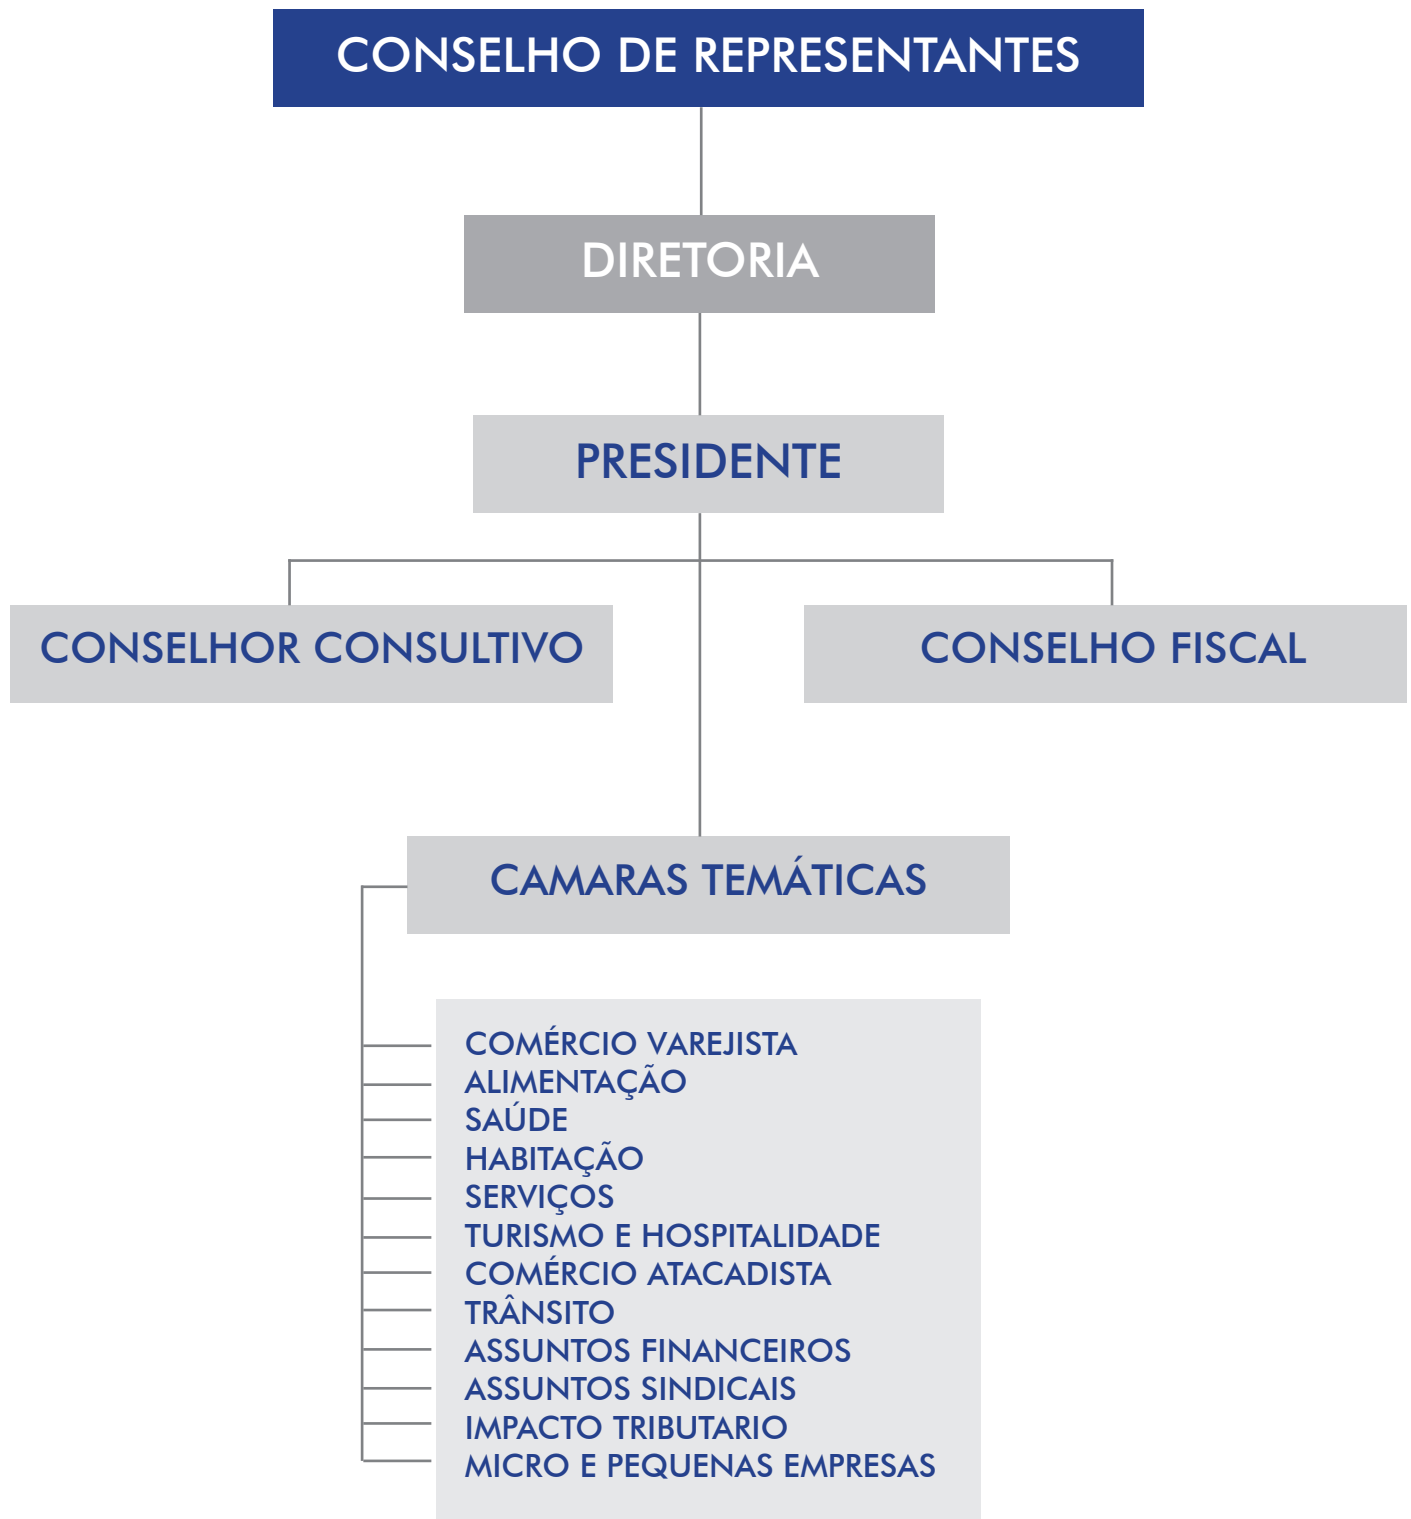 CONSELHO DE REPRESENTANTES
DIRETORIA
PRESIDENTE
CONSELHOR CONSULTIVO
CONSELHO FISCAL
CAMARAS TEMÁTICAS
COMÉRCIO VAREJISTA
ALIMENTAÇÃO
SAÚDE
HABITAÇÃO
SERVIÇOS
TURISMO E HOSPITALIDADE
COMÉRCIO ATACADISTA
TRÂNSITO
ASSUNTOS FINANCEIROS
ASSUNTOS SINDICAIS
IMPACTO TRIBUTARIO
MICRO E PEQUENAS EMPRESAS